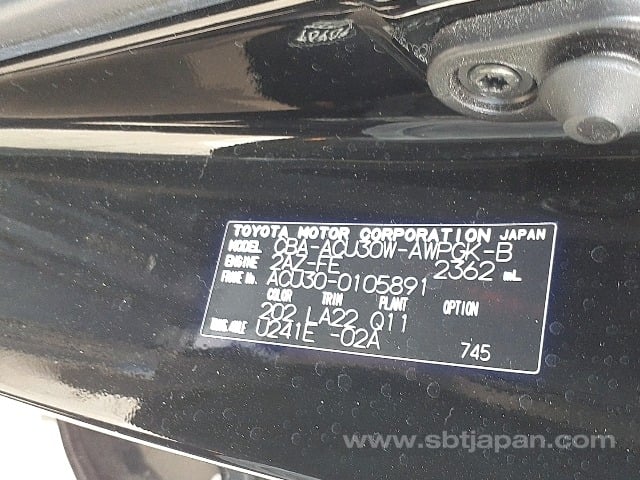 TOYOTA MOTOR CORPORATION JAPAN
MODEL CBA-ACU30W-AWPGK-B
ENGINE 2AZ-FE 2362 mL
FRAME No. ACU30-0105891
COLOR TRIM PLANT OPTION
202 LA22 Q11
TRANS./AXLE U241E -02A
745
www.sbtjapan.com